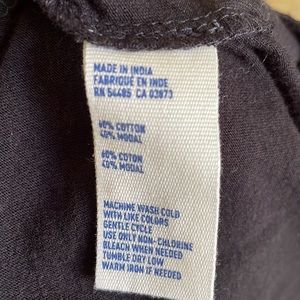 MADE IN INDIA
FABRIQUE EN INDE
RN 54485 CA 03873
60% COTTON
40% MODAL
60% COTON
40% MODAL
MACHINE WASH COLD
WITH LIKE COLORS
GENTLE CYCLE
USE ONLY NON-CHLORINE
BLEACH WHEN NEEDED
TUMBLE DRY LOW
WARM IRON IF NEEDED